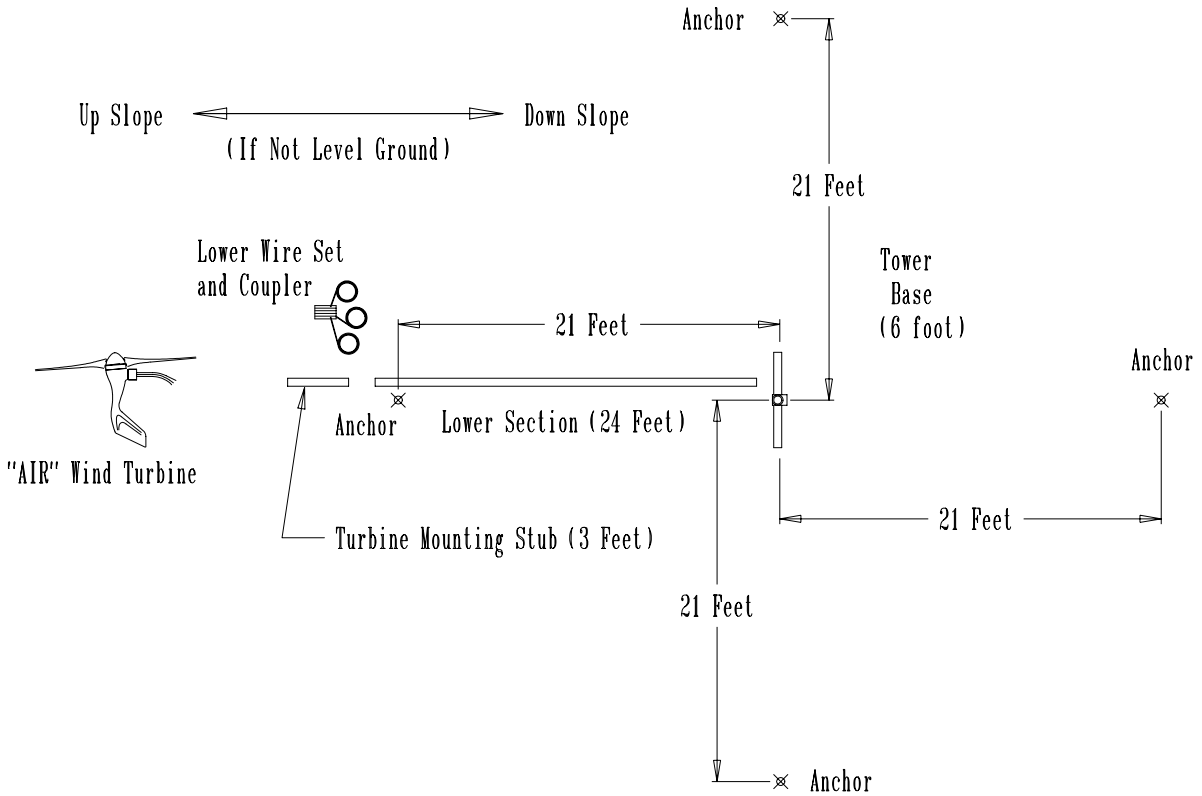 Anchor
Up Slope
Down Slope
(If Not Level Ground)
21 Feet
Lower Wire Set
and Coupler
Tower
Base
(6 foot)
21 Feet
Anchor
Anchor
Lower Section (24 Feet)
"AIR" Wind Turbine
21 Feet
Turbine Mounting Stub (3 Feet)
21 Feet
Anchor